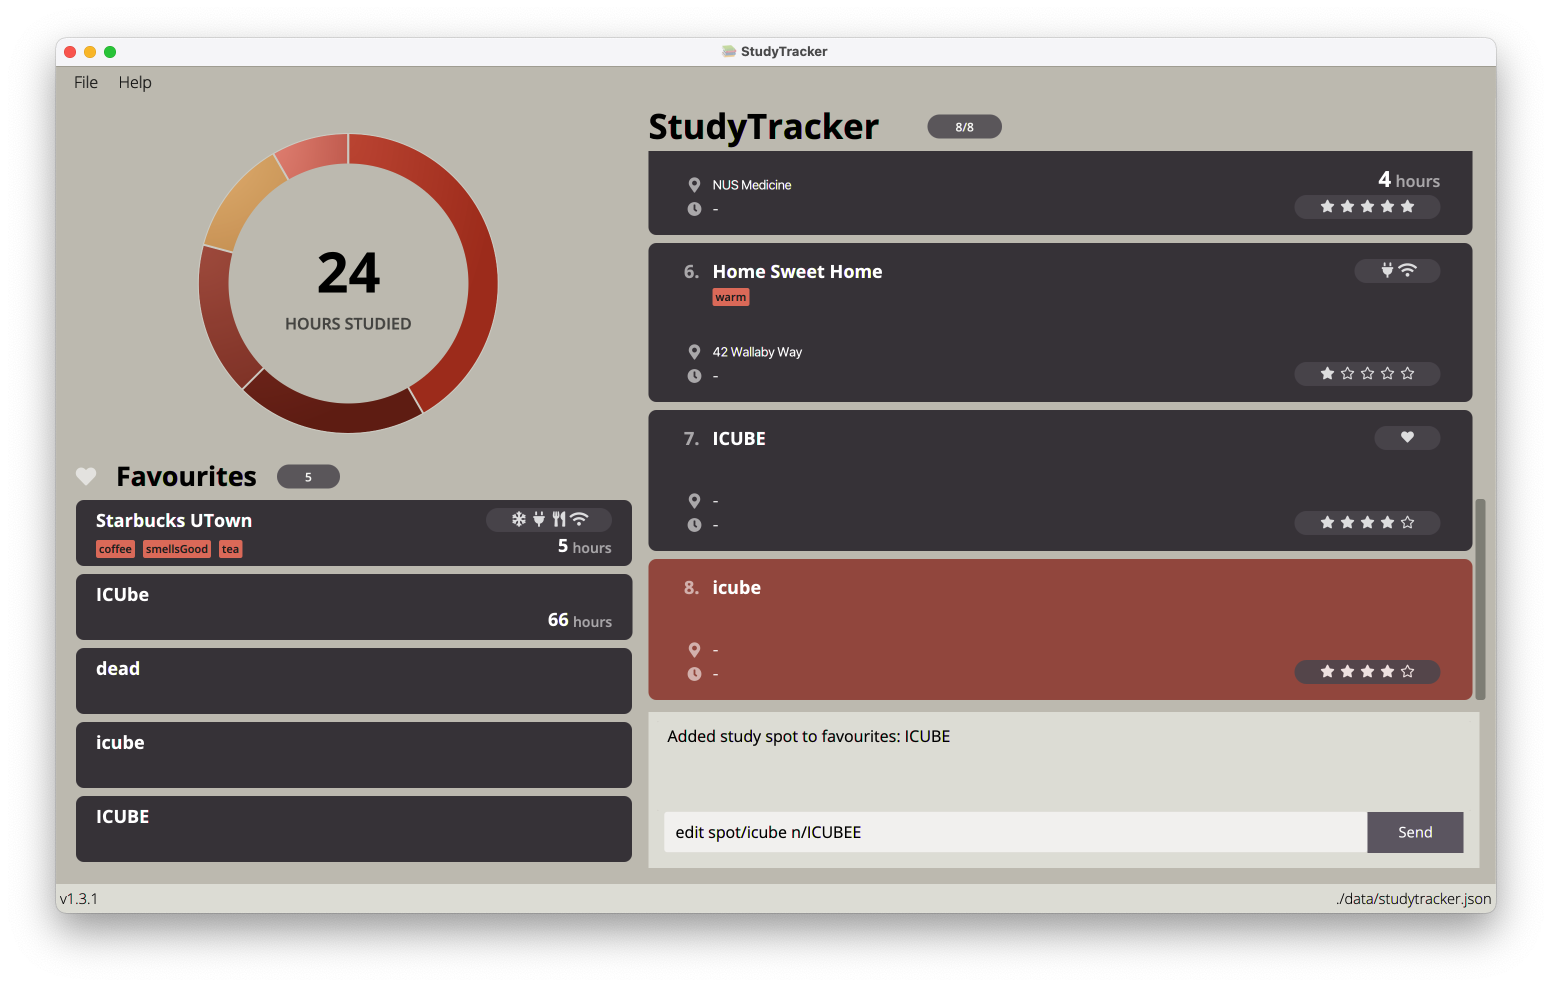 StudyTracker
File Help
24
HOURS STUDIED
Favourites 5
Starbucks UTown
coffee smellsGood tea
5 hours
ICUbe
66 hours
dead
icube
ICUBE
StudyTracker 8/8
NUS Medicine
4 hours
-
6. Home Sweet Home
warm
42 Wallaby Way
-
7. ICUBE
-
-
8. icube
-
-
Added study spot to favourites: ICUBE
edit spot/icube n/ICUBEE
Send
v1.3.1
./data/studytracker.json